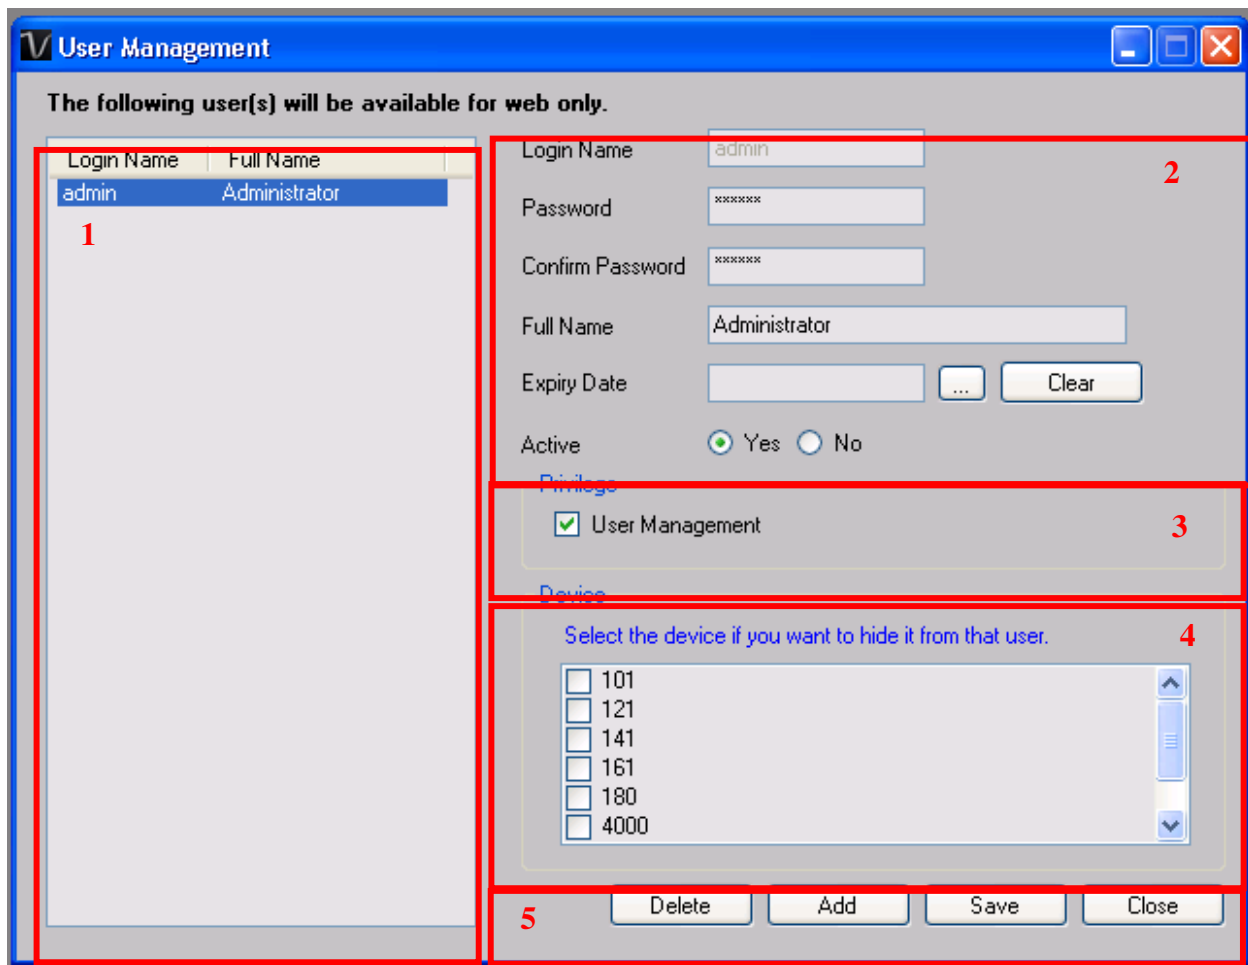 User Management
The following user(s) will be available for web only.
Login Name Full Name
admin Administrator
1
Login Name admin
2
Password ******
Confirm Password ******
Full Name Administrator
Expiry Date ... Clear
Active Yes No
Privilege
User Management
3
Device
Select the device if you want to hide it from that user.
4
101
121
141
161
180
4000
5
Delete Add Save Close